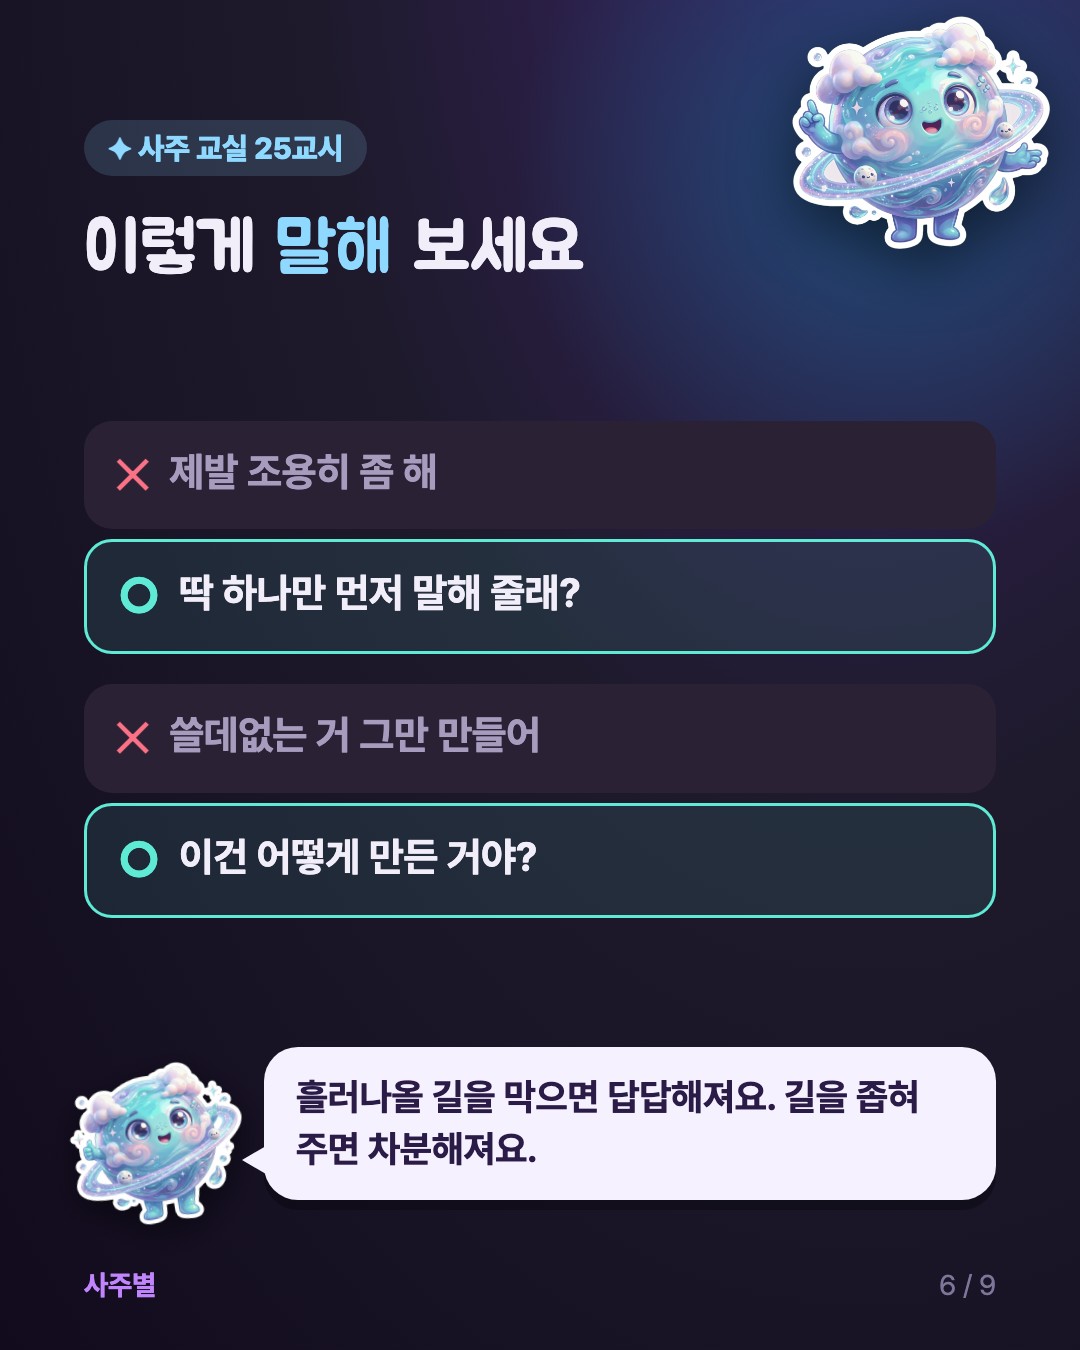 사주 교실 25교시
이렇게 말해 보세요
제발 조용히 좀 해
딱 하나만 먼저 말해 줄래?
쓸데없는 거 그만 만들어
이건 어떻게 만든 거야?
흘러나올 길을 막으면 답답해져요. 길을 좁혀
주면 차분해져요.
사주별
6 / 9